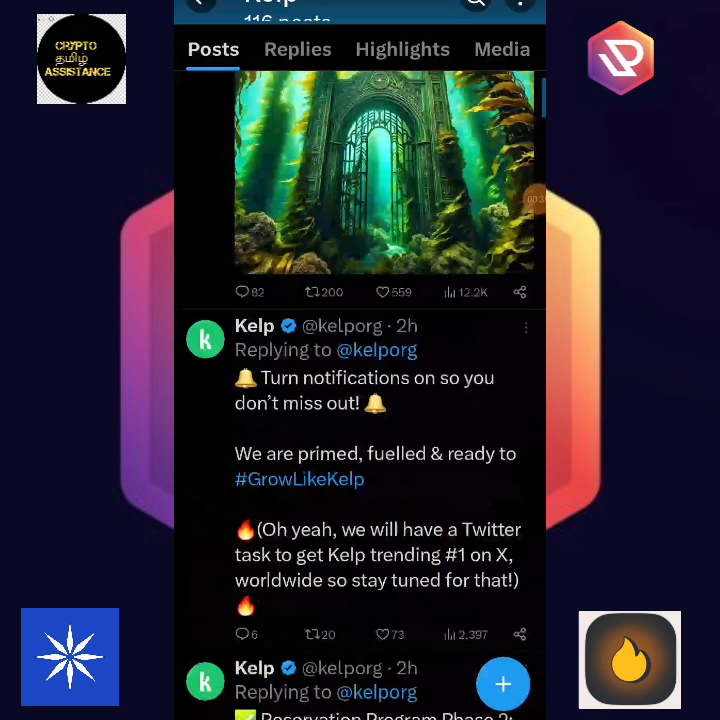 CRYPTO
தமிழ்
ASSISTANCE
Kelp
116 posts
Posts Replies Highlights Media
82 200 559 12.2K
Kelp @kelporg · 2h
Replying to @kelporg
🔔 Turn notifications on so you
don’t miss out! 🔔
We are primed, fuelled & ready to
#GrowLikeKelp
🔥(Oh yeah, we will have a Twitter
task to get Kelp trending #1 on X,
worldwide so stay tuned for that!)
🔥
6 20 73 2,397
Kelp @kelporg · 2h
Replying to @kelporg
✅ Reservation Program Phase 2: